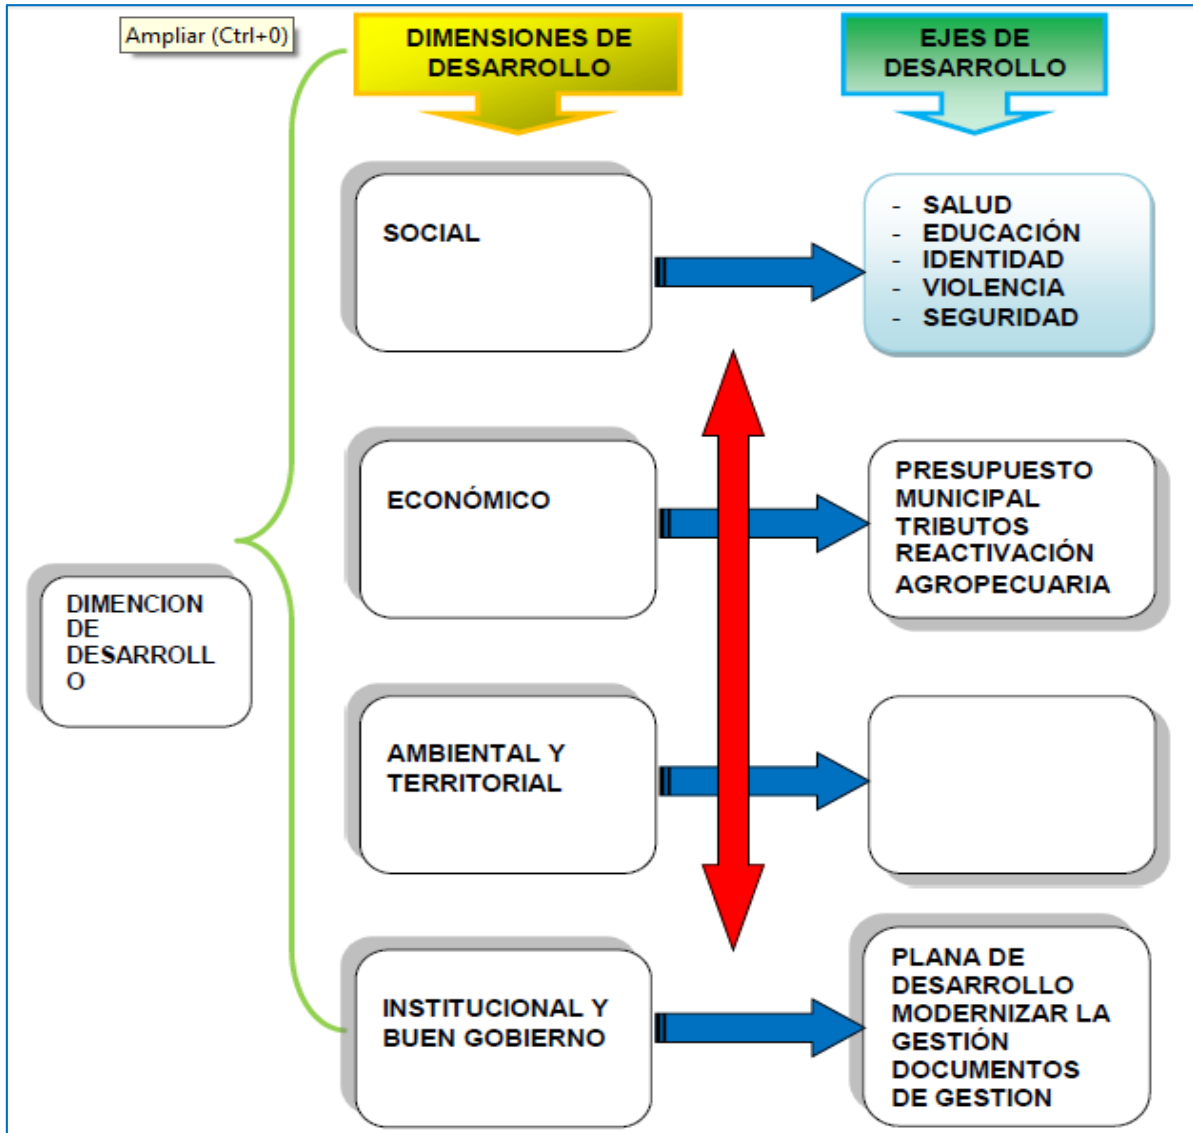 Ampliar (Ctrl+0)
DIMENSIONES DE
DESARROLLO
EJES DE
DESARROLLO
SOCIAL
- SALUD
- EDUCACIÓN
- IDENTIDAD
- VIOLENCIA
- SEGURIDAD
ECONÓMICO
PRESUPUESTO
MUNICIPAL
TRIBUTOS
REACTIVACIÓN
AGROPECUARIA
DIMENCION
DE
DESARROLL
O
AMBIENTAL Y
TERRITORIAL
INSTITUCIONAL Y
BUEN GOBIERNO
PLANA DE
DESARROLLO
MODERNIZAR LA
GESTIÓN
DOCUMENTOS
DE GESTION